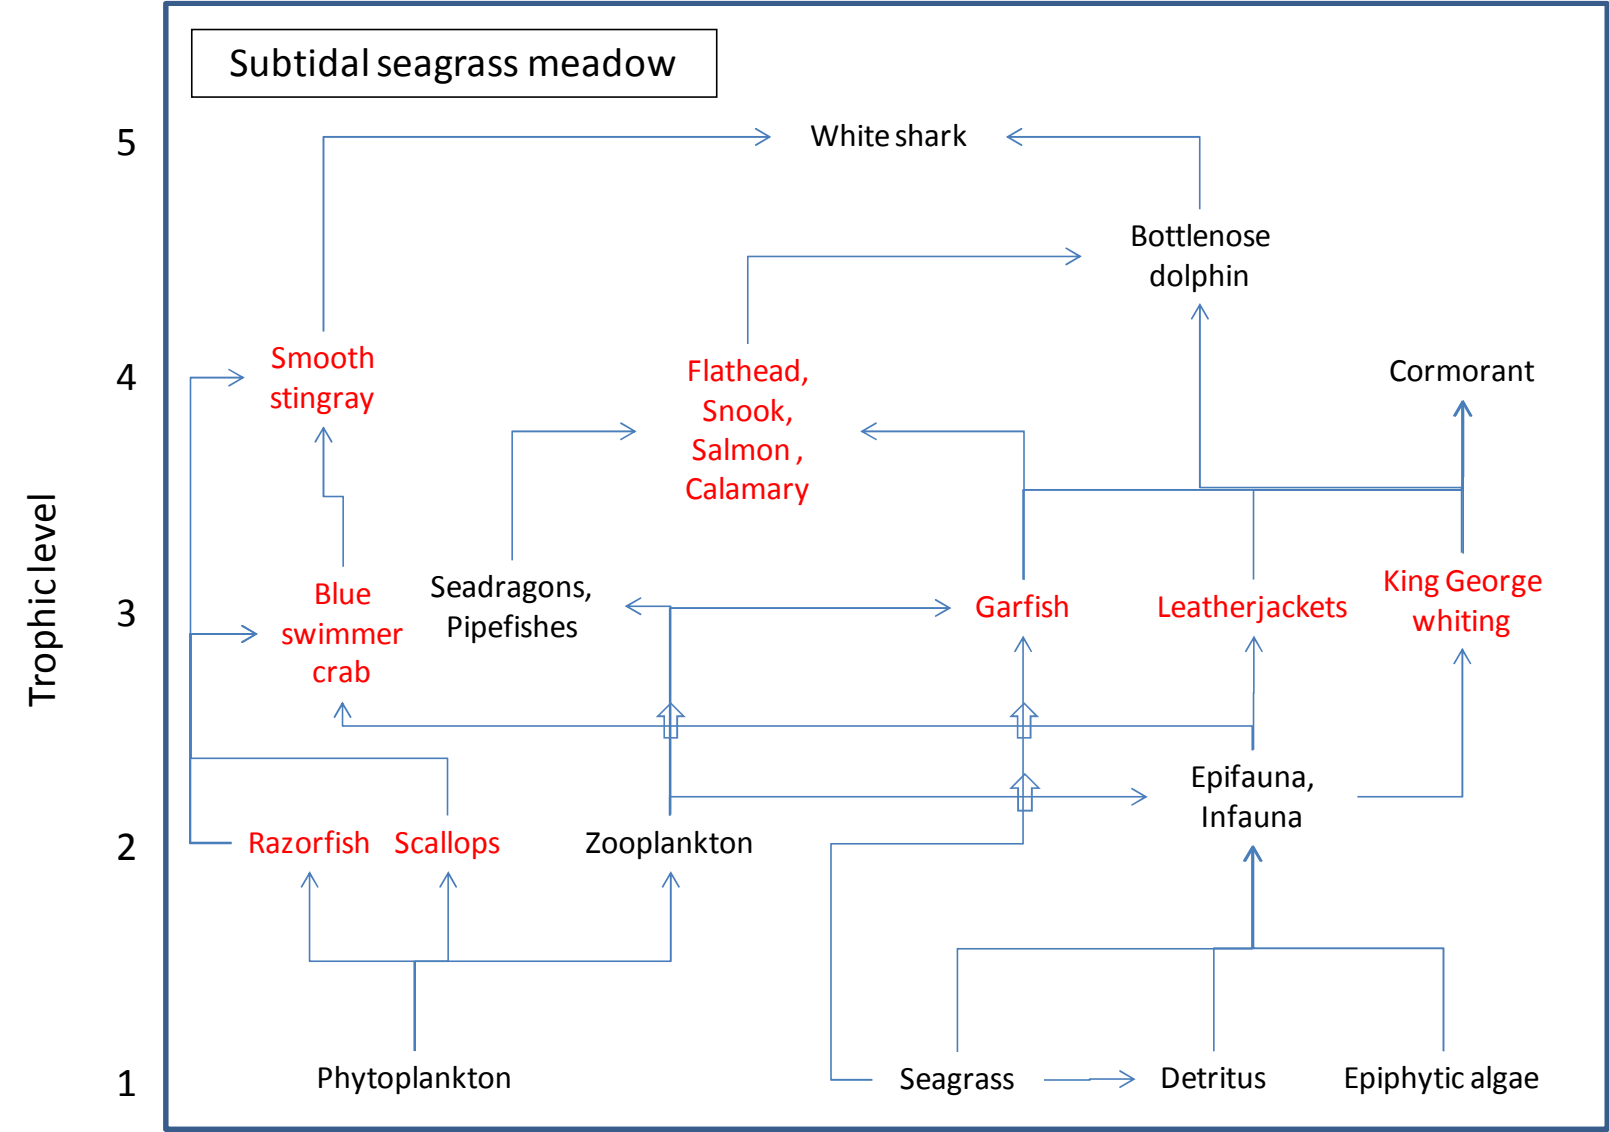 Subtidal seagrass meadow
5
White shark
Bottlenose
dolphin
4
Smooth
stingray
Flathead,
Snook,
Salmon ,
Calamary
Cormorant
Trophic level
3
Blue
swimmer
crab
Seadragons,
Pipefishes
Garfish
Leatherjackets
King George
whiting
Epifauna,
Infauna
2
Razorfish
Scallops
Zooplankton
1
Phytoplankton
Seagrass
Detritus
Epiphytic algae